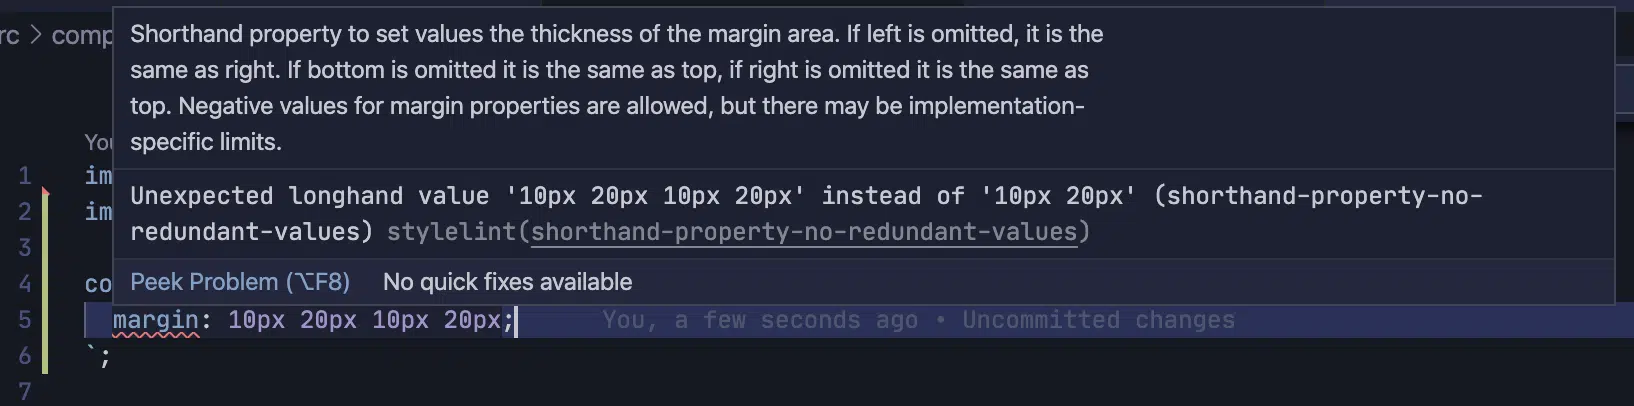 rc > comp
Shorthand property to set values the thickness of the margin area. If left is omitted, it is the
same as right. If bottom is omitted it is the same as top, if right is omitted it is the same as
top. Negative values for margin properties are allowed, but there may be implementation-
specific limits.
You
1 im
Unexpected longhand value '10px 20px 10px 20px' instead of '10px 20px' (shorthand-property-no-
2 im
redundant-values) stylelint(shorthand-property-no-redundant-values)
3
4 co
Peek Problem (⌥F8) No quick fixes available
5 margin: 10px 20px 10px 20px; You, a few seconds ago • Uncommitted changes
6 `;
7